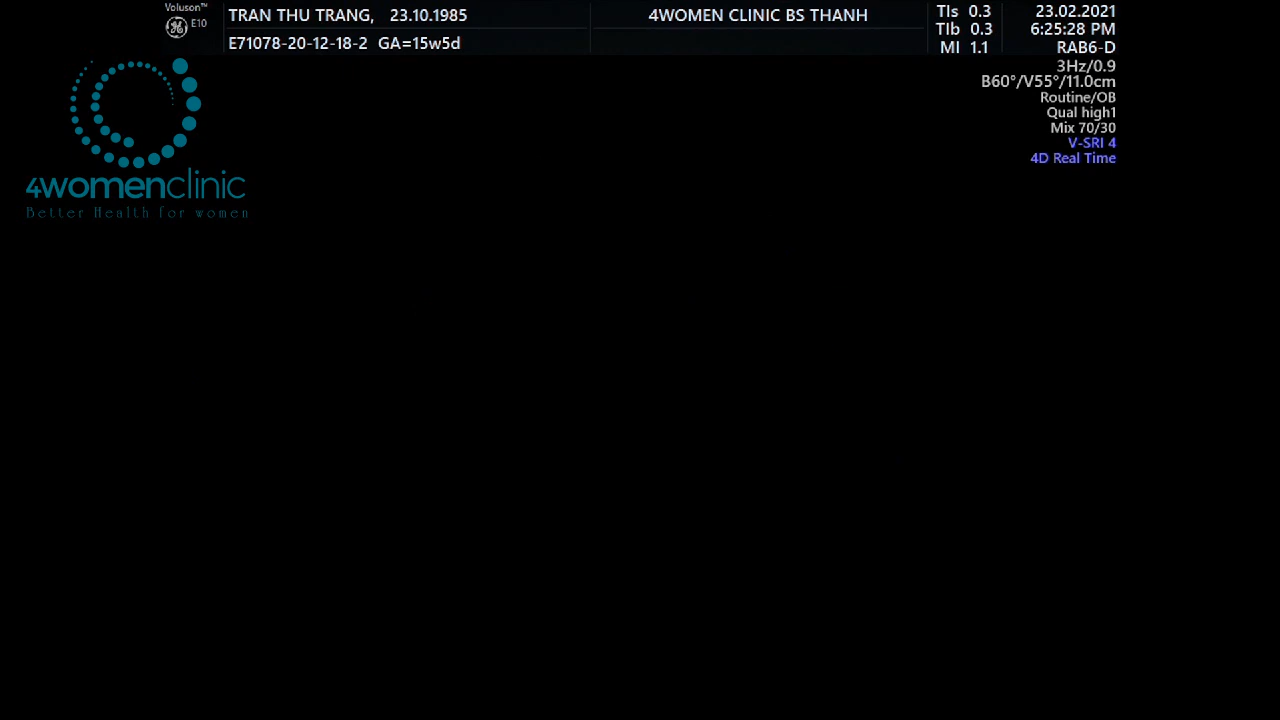 Voluson™
E10
TRAN THU TRANG, 23.10.1985
E71078-20-12-18-2 GA=15w5d
4WOMEN CLINIC BS THANH
TIs 0.3
TIb 0.3
MI 1.1
23.02.2021
6:25:28 PM
RAB6-D
3Hz/0.9
B60°/V55°/11.0cm
Routine/OB
Qual high1
Mix 70/30
V-SRI 4
4D Real Time
4womenclinic
Better Health for women